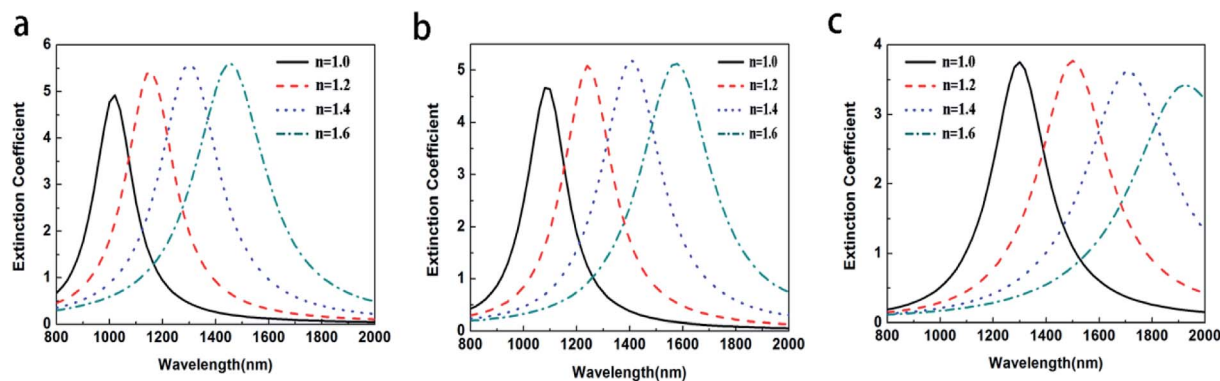 a
6
5
4
3
2
1
0
Extinction Coefficient
n=1.0
n=1.2
n=1.4
n=1.6
800 1000 1200 1400 1600 1800 2000
Wavelength(nm)
b
5
4
3
2
1
0
Extinction Coefficient
n=1.0
n=1.2
n=1.4
n=1.6
800 1000 1200 1400 1600 1800 2000
Wavelength(nm)
c
4
3
2
1
0
Extinction Coefficient
n=1.0
n=1.2
n=1.4
n=1.6
800 1000 1200 1400 1600 1800 2000
Wavelength(nm)